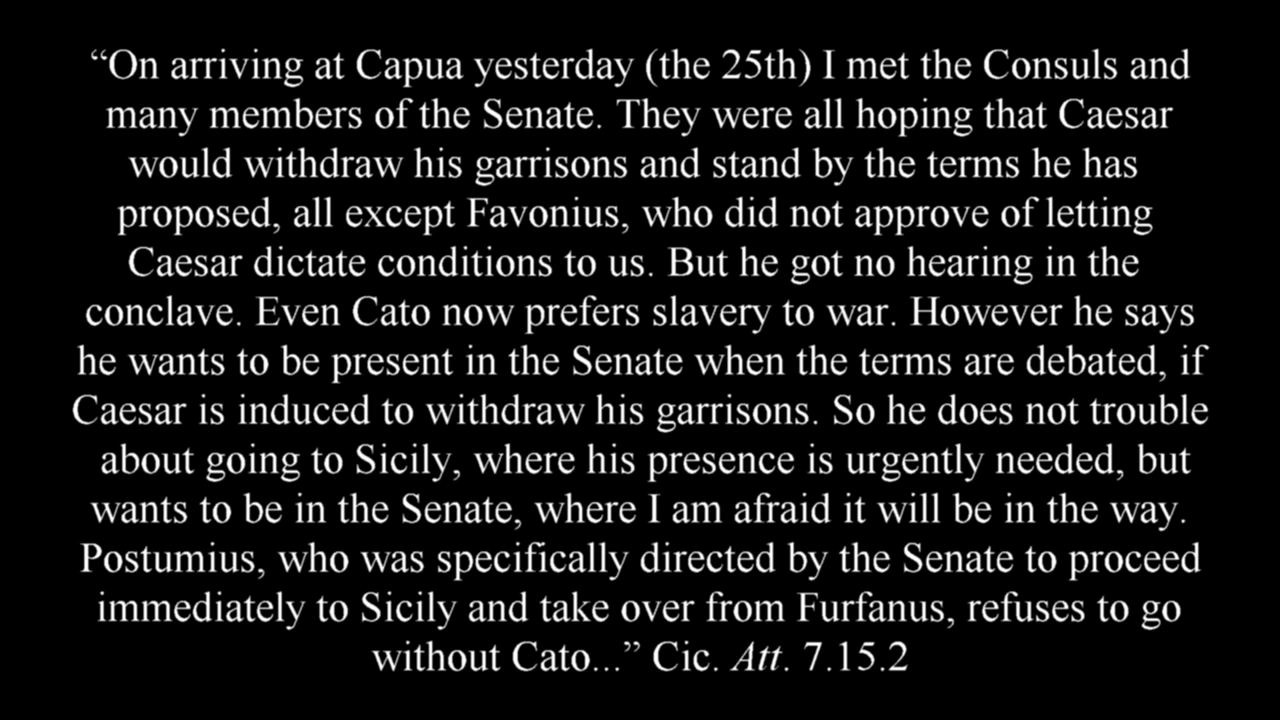 “On arriving at Capua yesterday (the 25th) I met the Consuls and
many members of the Senate. They were all hoping that Caesar
would withdraw his garrisons and stand by the terms he has
proposed, all except Favonius, who did not approve of letting
Caesar dictate conditions to us. But he got no hearing in the
conclave. Even Cato now prefers slavery to war. However he says
he wants to be present in the Senate when the terms are debated, if
Caesar is induced to withdraw his garrisons. So he does not trouble
about going to Sicily, where his presence is urgently needed, but
wants to be in the Senate, where I am afraid it will be in the way.
Postumius, who was specifically directed by the Senate to proceed
immediately to Sicily and take over from Furfanus, refuses to go
without Cato...” Cic. Att. 7.15.2